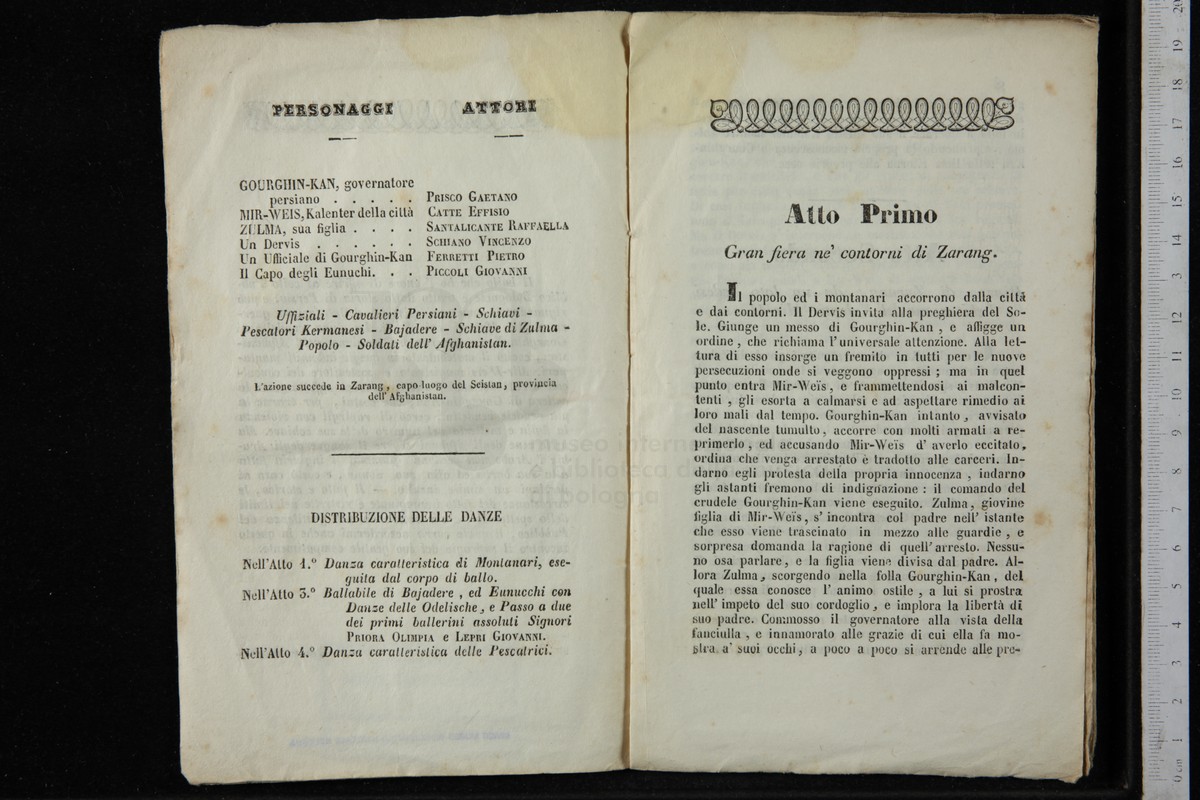 PERSONAGGI ATTORI
GOURGHIN-KAN, governatore
persiano . . . . . PRISCO GAETANO
MIR-WEIS, Kalenter della città CATTE EFFISIO
ZULMA, sua figlia . . . . SANTALICANTE RAFFAELLA
Un Dervis . . . . . . SCHIANO VINCENZO
Un Ufficiale di Gourghin-Kan FERRETTI PIETRO
Il Capo degli Eunuchi. . . PICCOLI GIOVANNI
Uffiziali - Cavalieri Persiani - Schiavi -
Pescatori Kermanesi - Bajadere - Schiave di Zulma -
Popolo - Soldati dell' Afghanistan.
L'azione succede in Zarang, capo-luogo del Seistan, provincia
dell' Afghanistan.
DISTRIBUZIONE DELLE DANZE
Nell'Atto 1.º Danza caratteristica di Montanari, ese-
guita dal corpo di ballo.
Nell'Atto 3.º Ballabile di Bajadere, ed Eunucchi con
Danze delle Odelische, e Passo a due
dei primi ballerini assoluti Signori
PRIORA OLIMPIA e LEPRI GIOVANNI.
Nell'Atto 4.º Danza caratteristica delle Pescatrici.
Atto Primo
Gran fiera ne' contorni di Zarang.
Il popolo ed i montanari accorrono dalla città
e dai contorni. Il Dervis invita alla preghiera del So-
le. Giunge un messo di Gourghin-Kan, e affigge un
ordine, che richiama l'universale attenzione. Alla let-
tura di esso insorge un fremito in tutti per le nuove
persecuzioni onde si veggono oppressi; ma in quel
punto entra Mir-Weïs, e frammettendosi ai malcon-
tenti, gli esorta a calmarsi e ad aspettare rimedio ai
loro mali dal tempo. Gourghin-Kan intanto, avvisato
del nascente tumulto, accorre con molti armati a re-
primerlo, ed accusando Mir-Weïs d' averlo eccitato,
ordina che venga arrestato è tradotto alle carceri. In-
darno egli protesta della propria innocenza, indarno
gli astanti fremono di indignazione: il comando del
crudele Gourghin-Kan viene eseguito. Zulma, giovine
figlia di Mir-Weïs, s' incontra col padre nell' istante
che esso viene trascinato in mezzo alle guardie, e
sorpresa domanda la ragione di quell' arresto. Nessu-
no osa parlare, e la figlia viene divisa dal padre. Al-
lora Zulma, scorgendo nella folla Gourghin-Kan, del
quale essa conosce l' animo ostile, a lui si prostra
nell' impeto del suo cordoglio, e implora la libertà di
suo padre. Commosso il governatore alla vista della
fanciulla, e innamorato alle grazie di cui ella fa mo-
stra a' suoi occhi, a poco a poco si arrende alle pre-